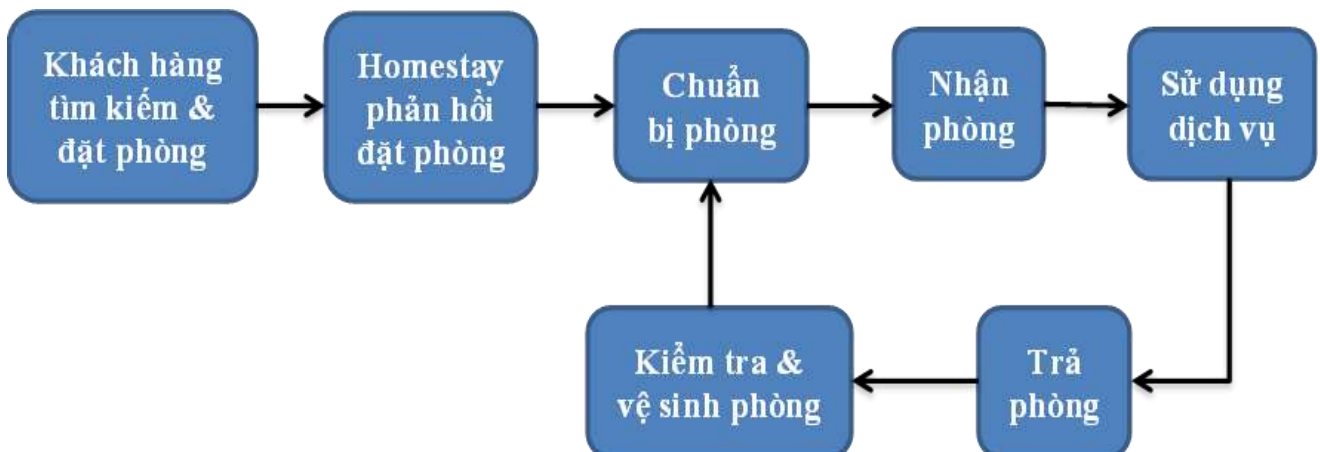 Khách hàng
tìm kiếm &
đặt phòng
Homestay
phản hồi
đặt phòng
Chuẩn
bị phòng
Nhận
phòng
Sử dụng
dịch vụ
Trả
phòng
Kiểm tra &
vệ sinh phòng